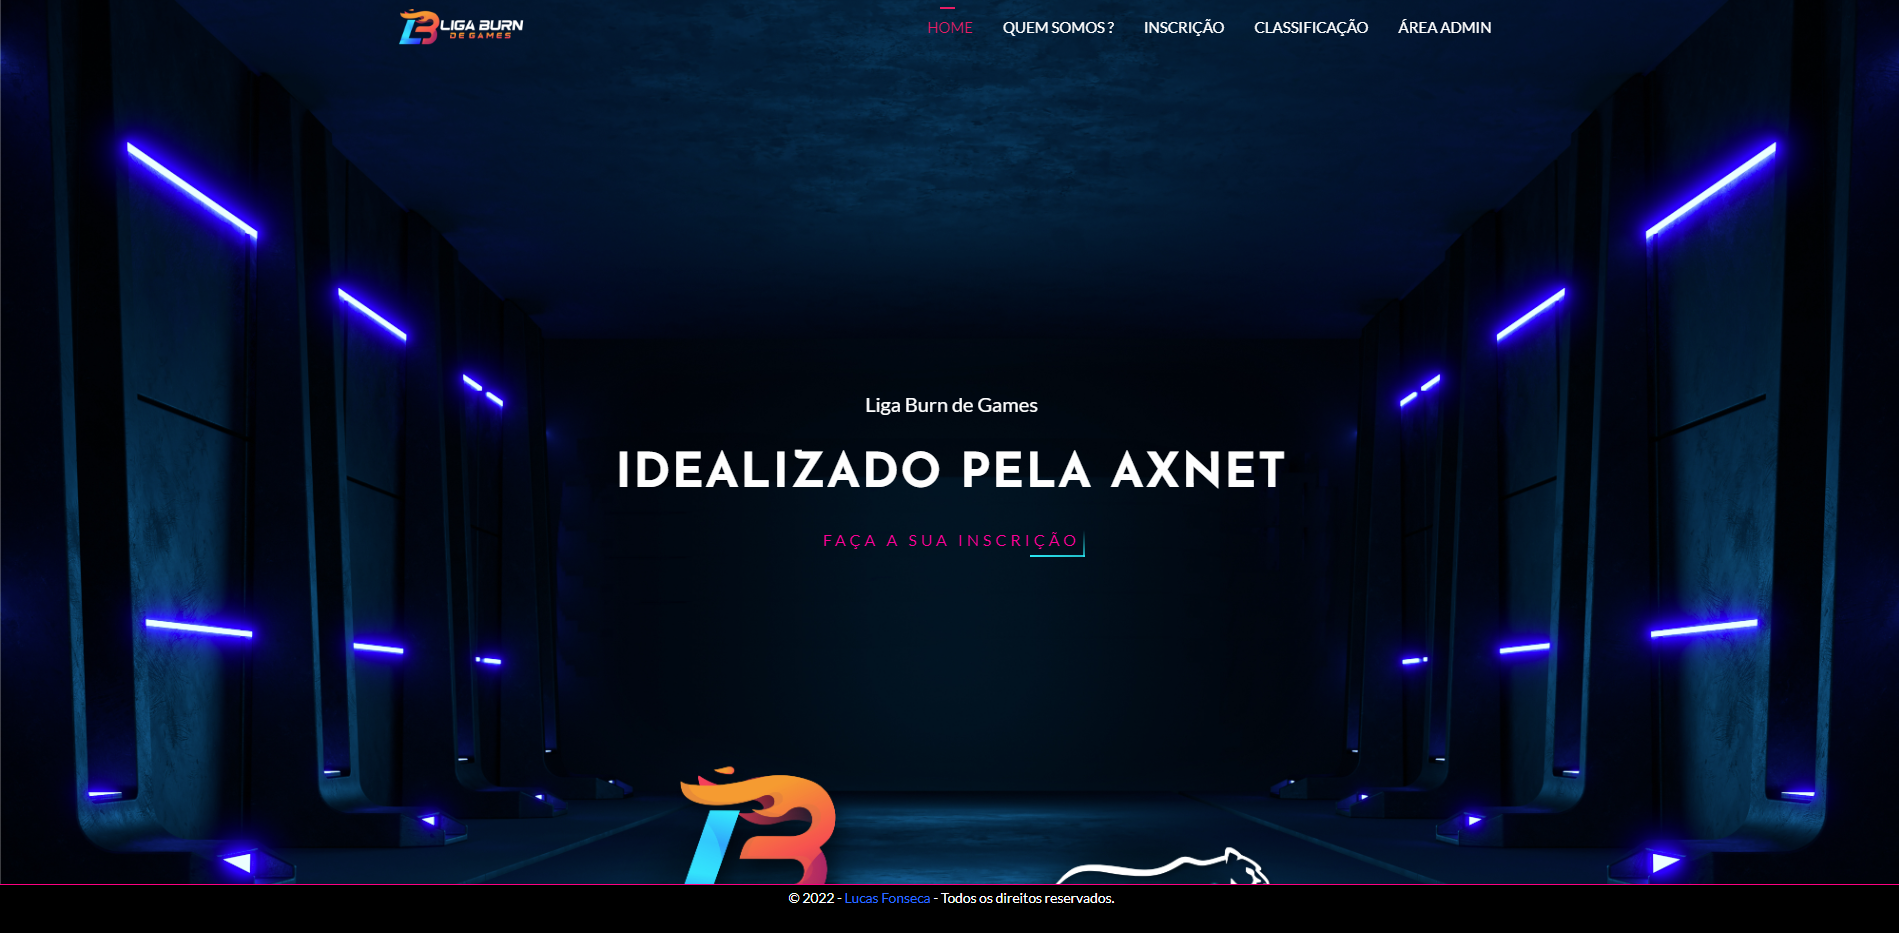 LIGA BURN
DE GAMES
HOME
QUEM SOMOS ?
INSCRIÇÃO
CLASSIFICAÇÃO
ÁREA ADMIN
Liga Burn de Games
IDEALIZADO PELA AXNET
FAÇA A SUA INSCRIÇÃO
© 2022 - Lucas Fonseca - Todos os direitos reservados.